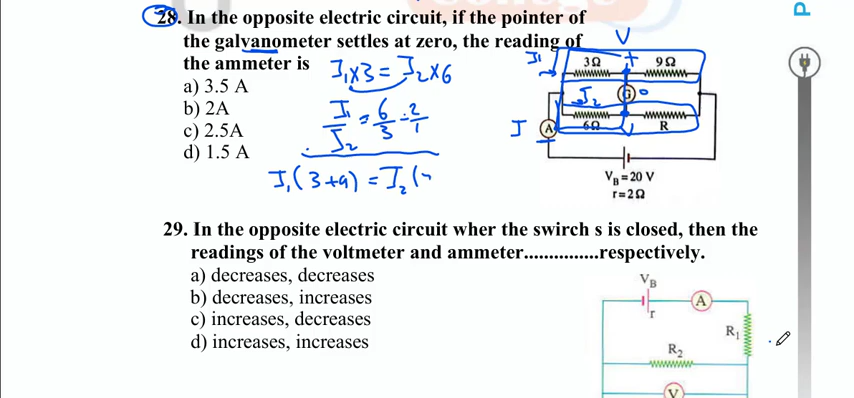 28. In the opposite electric circuit, if the pointer of
the galvanometer settles at zero, the reading of
the ammeter is
a) 3.5 A
b) 2A
c) 2.5A
d) 1.5 A
I₁×3 = I₂×6
I₁/I₂ = 6/3 = 2/1
I₁(3+9) = I₂(
V
I₁
3Ω
+
9Ω
I₂
G
0
I
A
6Ω
R
V_B = 20 V
r = 2Ω
29. In the opposite electric circuit wher the swirch s is closed, then the
readings of the voltmeter and ammeter...............respectively.
a) decreases, decreases
b) decreases, increases
c) increases, decreases
d) increases, increases
V_B
A
r
R₁
R₂
V
P